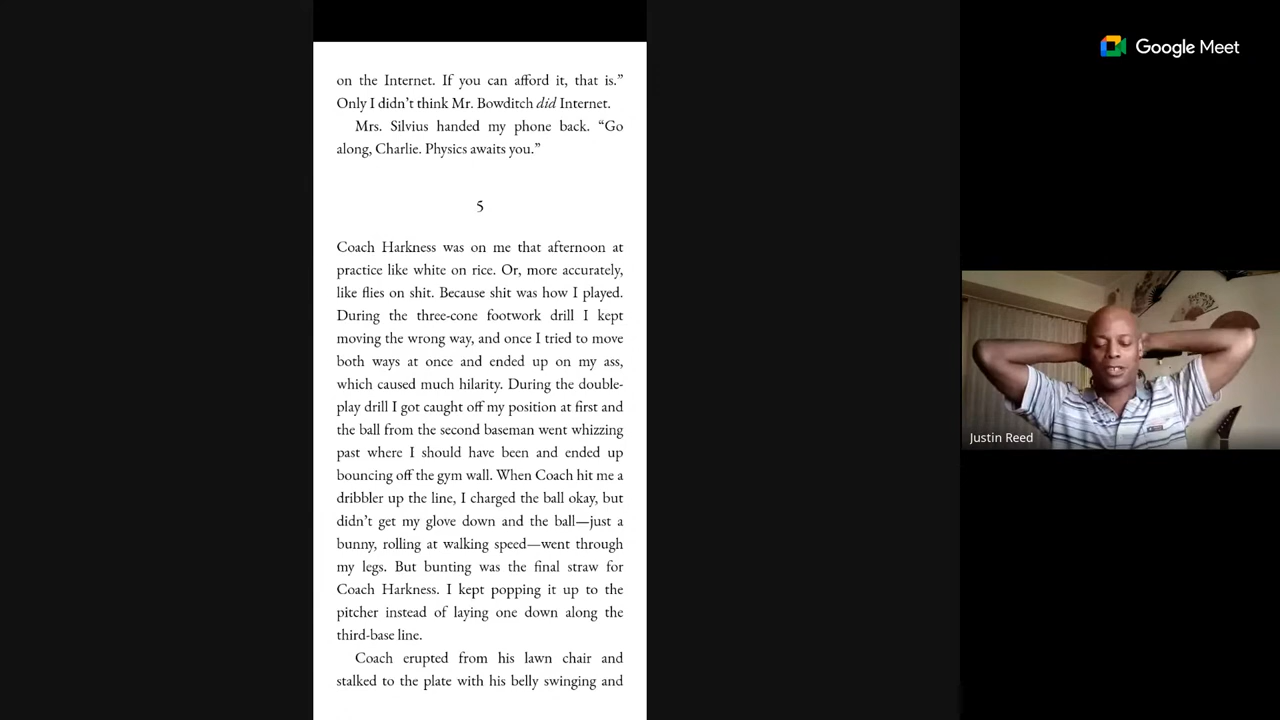 on the Internet. If you can afford it, that is.”
Only I didn’t think Mr. Bowditch did Internet.
Mrs. Silvius handed my phone back. “Go
along, Charlie. Physics awaits you.”
5
Coach Harkness was on me that afternoon at
practice like white on rice. Or, more accurately,
like flies on shit. Because shit was how I played.
During the three-cone footwork drill I kept
moving the wrong way, and once I tried to move
both ways at once and ended up on my ass,
which caused much hilarity. During the double-
play drill I got caught off my position at first and
the ball from the second baseman went whizzing
past where I should have been and ended up
bouncing off the gym wall. When Coach hit me a
dribbler up the line, I charged the ball okay, but
didn’t get my glove down and the ball—just a
bunny, rolling at walking speed—went through
my legs. But bunting was the final straw for
Coach Harkness. I kept popping it up to the
pitcher instead of laying one down along the
third-base line.
Coach erupted from his lawn chair and
stalked to the plate with his belly swinging and
Google Meet
Justin Reed